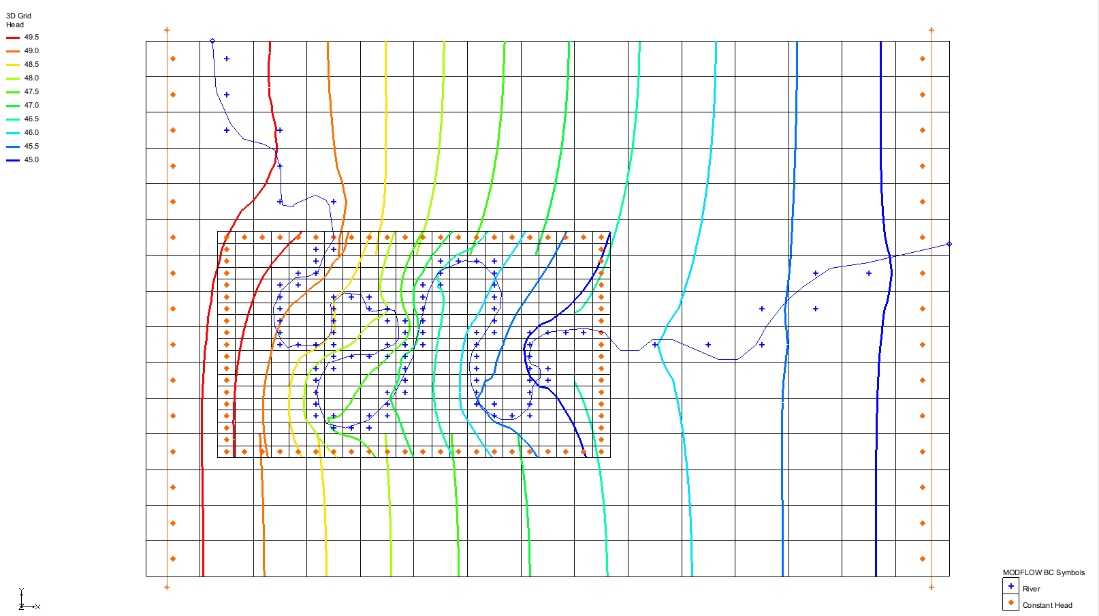 3D Grid
Head
49.5
49.0
48.5
48.0
47.5
47.0
46.5
46.0
45.5
45.0
MODFLOW BC Symbols
River
Constant Head
Y
Z
X